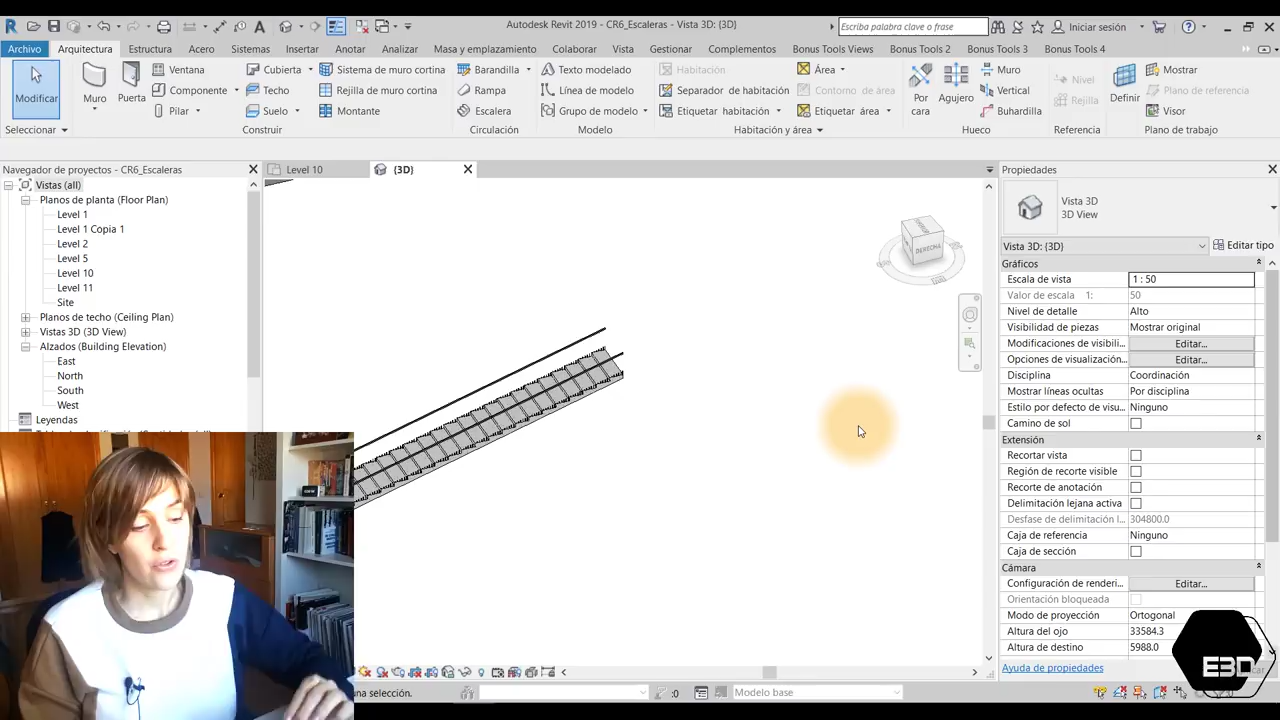 Autodesk Revit 2019 - CR6_Escaleras - Vista 3D: {3D}
Escriba palabra clave o frase
Iniciar sesión
Archivo Arquitectura Estructura Acero Sistemas Insertar Anotar Analizar Masa y emplazamiento Colaborar Vista Gestionar Complementos Bonus Tools Views Bonus Tools 2 Bonus Tools 3 Bonus Tools 4
Modificar
Seleccionar
Muro
Puerta
Ventana
Componente
Pilar
Cubierta
Techo
Suelo
Sistema de muro cortina
Rejilla de muro cortina
Montante
Construir
Barandilla
Rampa
Escalera
Circulación
Texto modelado
Línea de modelo
Grupo de modelo
Modelo
Habitación
Separador de habitación
Etiquetar habitación
Área
Contorno de área
Etiquetar área
Habitación y área
Por cara
Agujero
Muro
Vertical
Buhardilla
Hueco
Nivel
Rejilla
Referencia
Definir
Mostrar
Plano de referencia
Visor
Plano de trabajo
Navegador de proyectos - CR6_Escaleras
Vistas (all)
Planos de planta (Floor Plan)
Level 1
Level 1 Copia 1
Level 2
Level 5
Level 10
Level 11
Site
Planos de techo (Ceiling Plan)
Vistas 3D (3D View)
Alzados (Building Elevation)
East
North
South
West
Leyendas
Level 10
{3D}
DERECHA
Propiedades
Vista 3D
3D View
Vista 3D: {3D}
Editar tipo
Gráficos
Escala de vista 1 : 50
Valor de escala 1: 50
Nivel de detalle Alto
Visibilidad de piezas Mostrar original
Modificaciones de visibili... Editar...
Opciones de visualización... Editar...
Disciplina Coordinación
Mostrar líneas ocultas Por disciplina
Estilo por defecto de visu... Ninguno
Camino de sol
Extensión
Recortar vista
Región de recorte visible
Recorte de anotación
Delimitación lejana activa
Desfase de delimitación l... 304800.0
Caja de referencia Ninguno
Caja de sección
Cámara
Configuración de renderi... Editar...
Orientación bloqueada
Modo de proyección Ortogonal
Altura del ojo 33584.3
Altura de destino 5988.0
Ayuda de propiedades
E3D
una selección.
:0
Modelo base